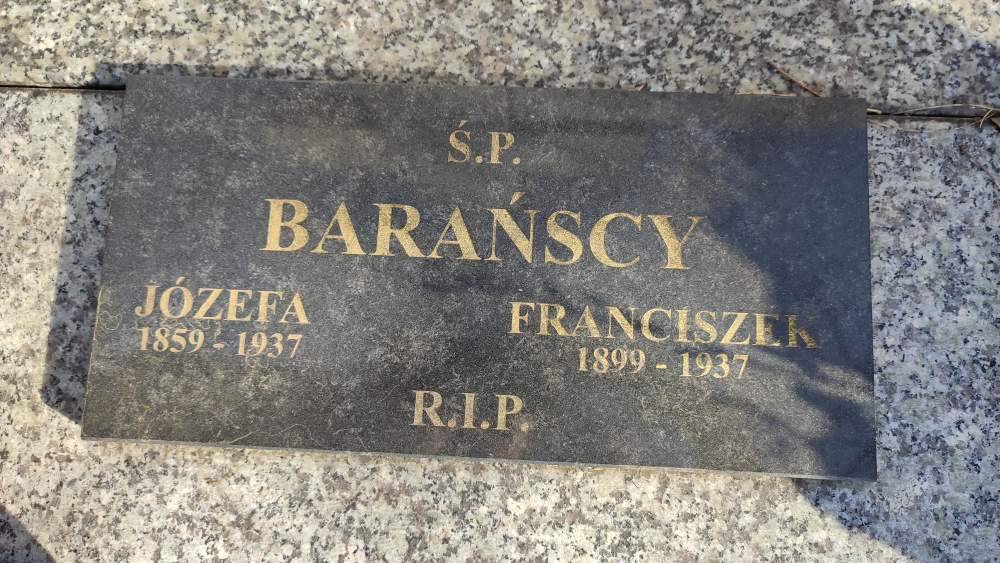 Ś.P.
BARAŃSCY
JÓZEFA FRANCISZEK
1859 - 1937 1899 - 1937
R.I.P.